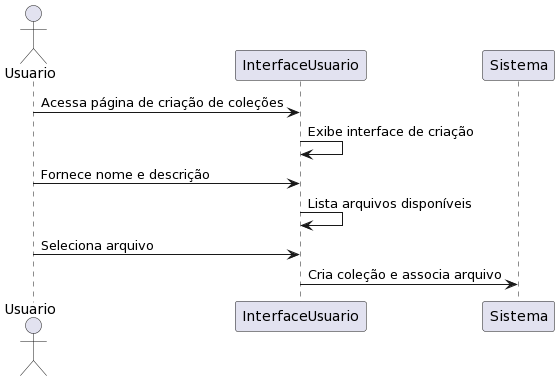 Usuario
InterfaceUsuario
Sistema
Acessa página de criação de coleções
Exibe interface de criação
Fornece nome e descrição
Lista arquivos disponíveis
Seleciona arquivo
Cria coleção e associa arquivo
Usuario
InterfaceUsuario
Sistema